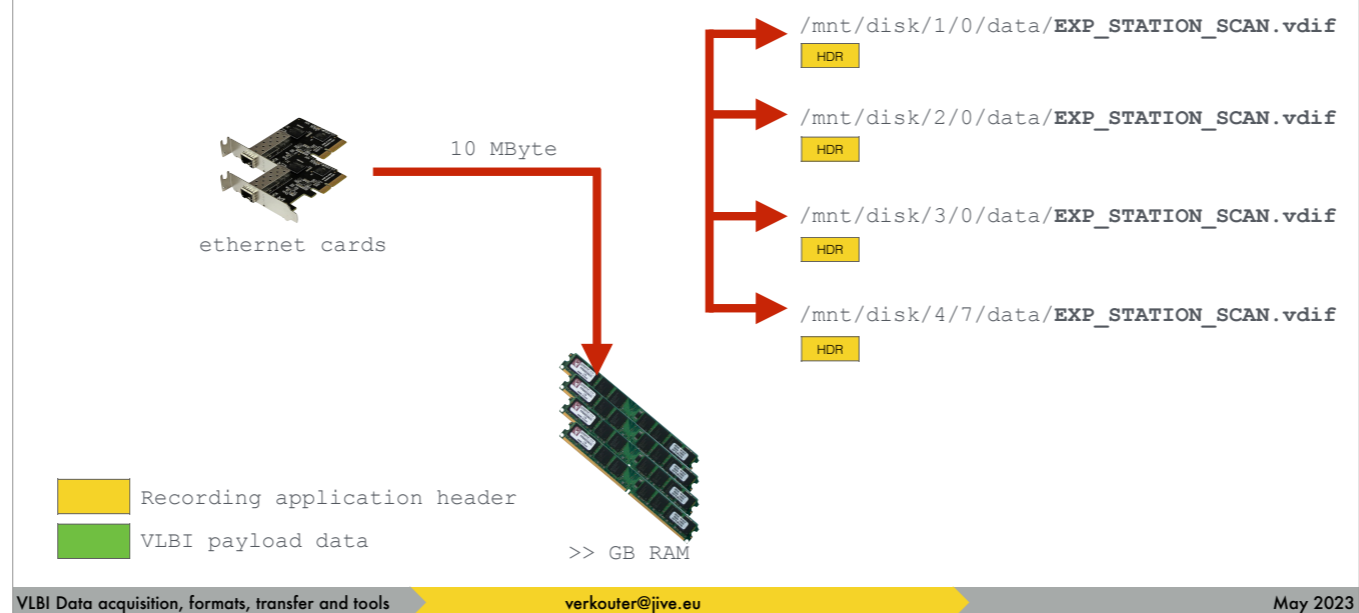 /mnt/disk/1/0/data/EXP_STATION_SCAN.vdif
HDR
/mnt/disk/2/0/data/EXP_STATION_SCAN.vdif
HDR
10 MByte
/mnt/disk/3/0/data/EXP_STATION_SCAN.vdif
HDR
ethernet cards
/mnt/disk/4/7/data/EXP_STATION_SCAN.vdif
HDR
Recording application header
VLBI payload data
>> GB RAM
VLBI Data acquisition, formats, transfer and tools
verkouter@jive.eu
May 2023